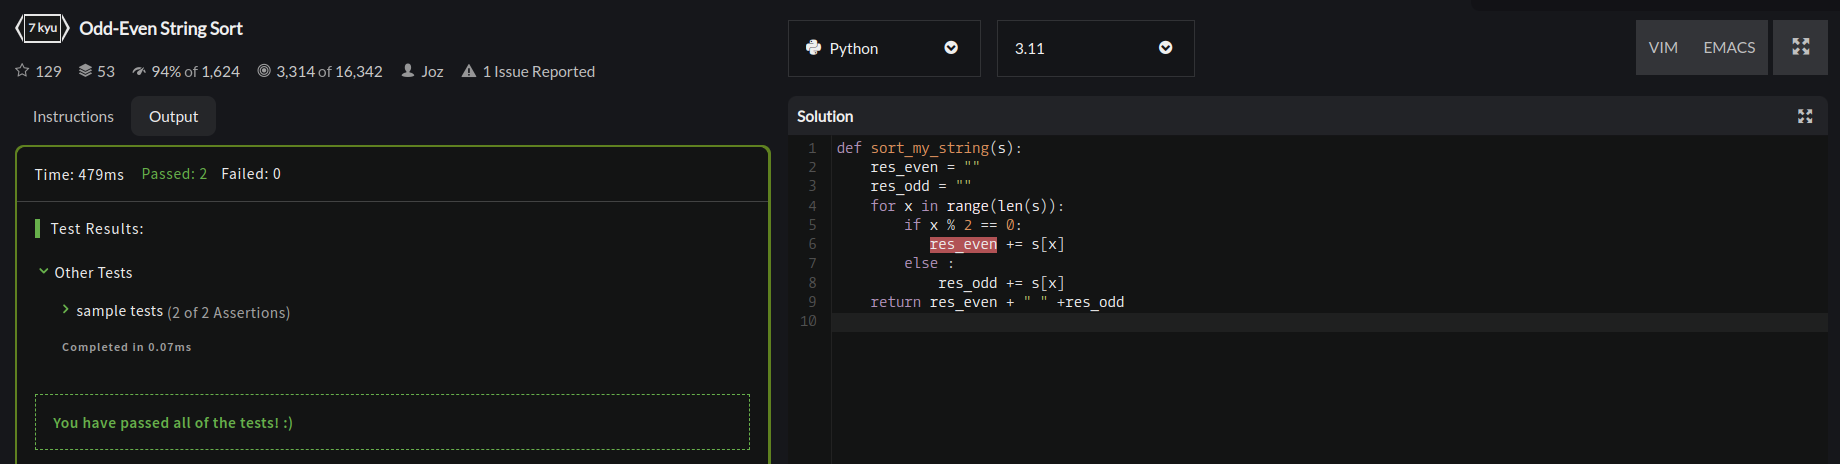 7 kyu Odd-Even String Sort
129 53 94% of 1,624 3,314 of 16,342 Joz 1 Issue Reported
Instructions Output
Time: 479ms Passed: 2 Failed: 0
Test Results:
Other Tests
sample tests (2 of 2 Assertions)
Completed in 0.07ms
You have passed all of the tests! :)
Python 3.11 VIM EMACS
Solution
1 def sort_my_string(s):
2     res_even = ""
3     res_odd = ""
4     for x in range(len(s)):
5         if x % 2 == 0:
6            res_even += s[x]
7         else :
8             res_odd += s[x]
9     return res_even + " " +res_odd
10